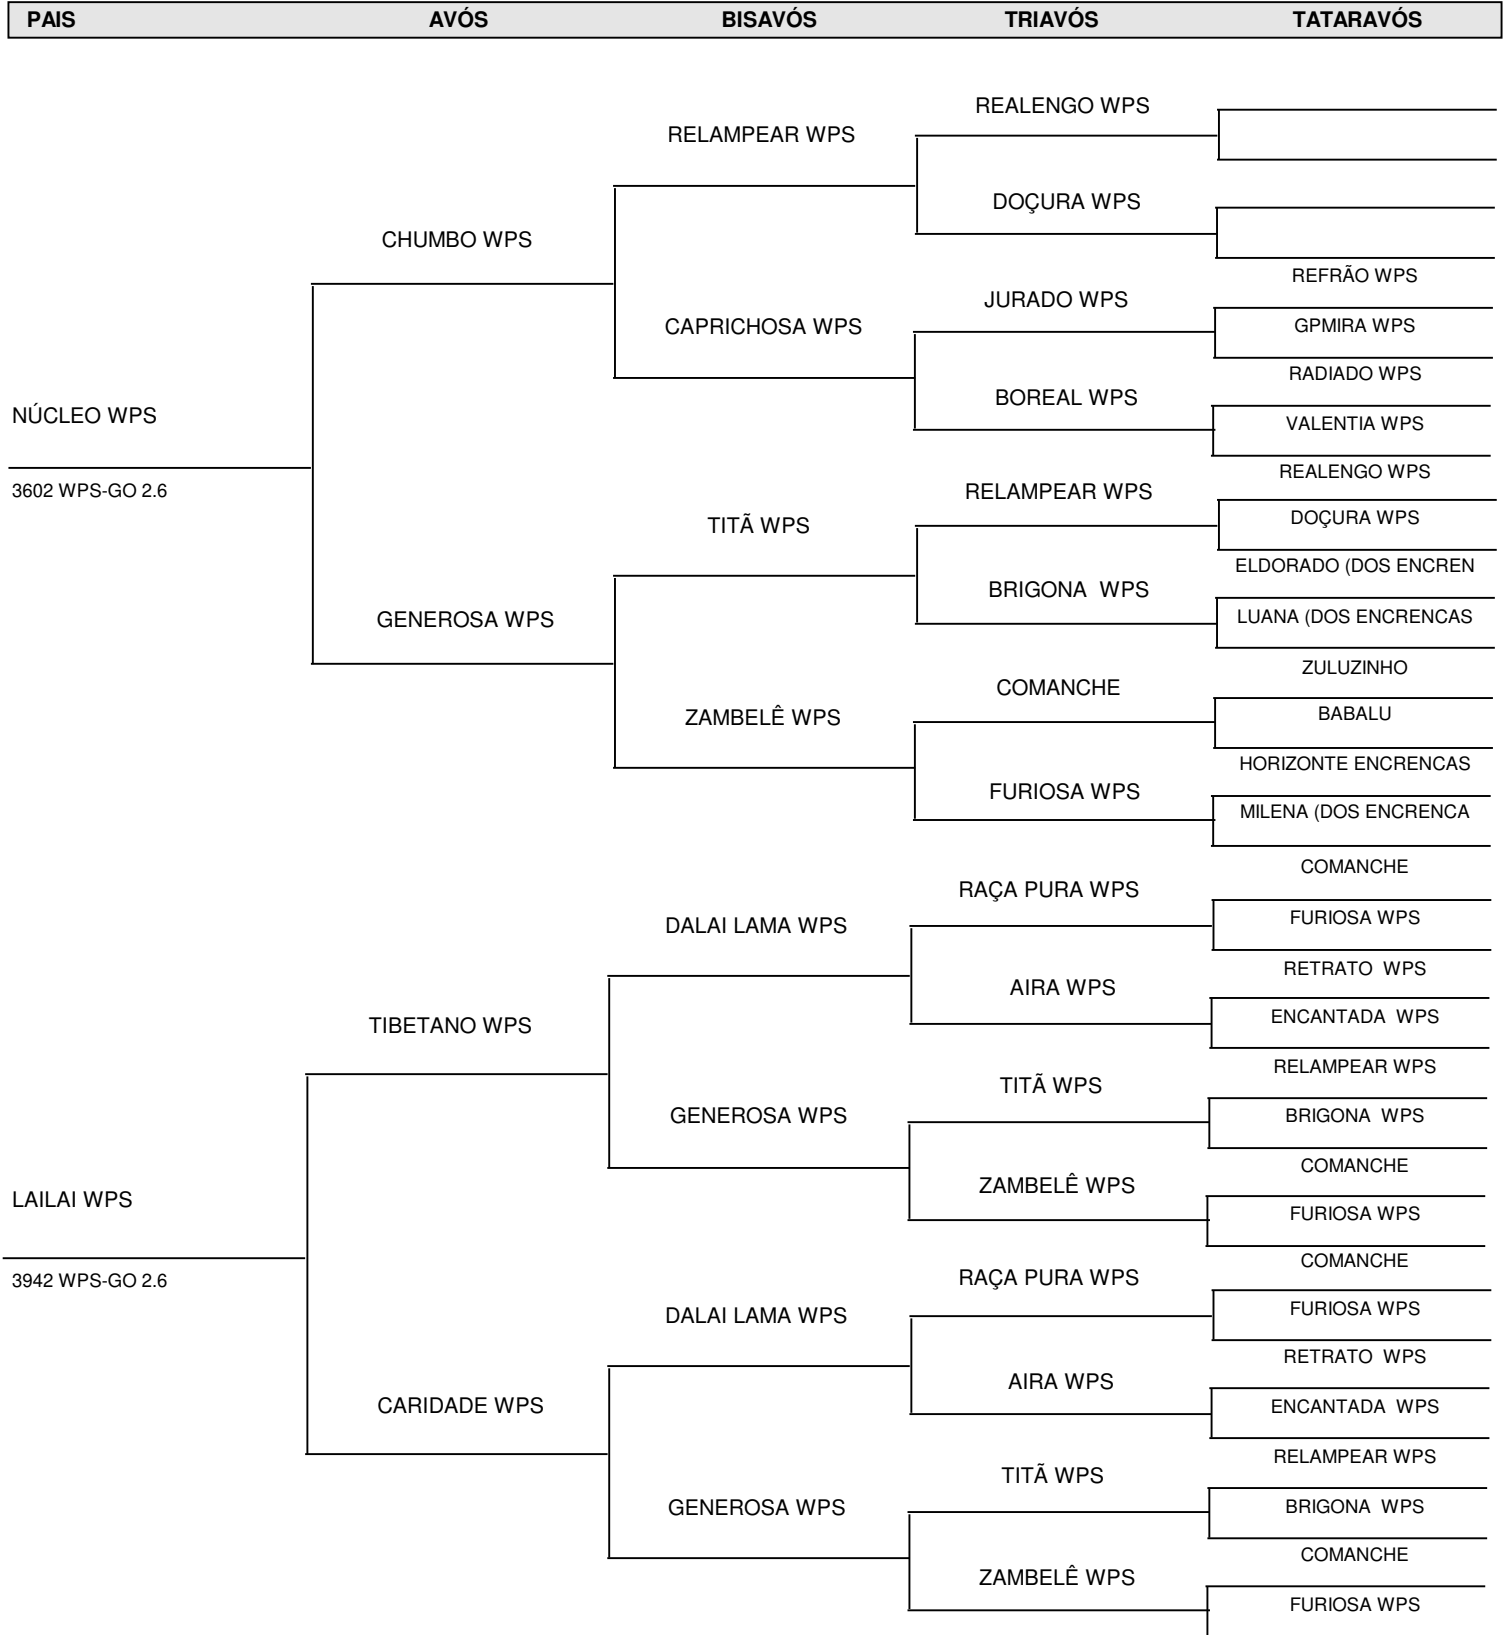 PAIS AVÓS BISAVÓS TRIAVÓS TATARAVÓS
REALENGO WPS
RELAMPEAR WPS
DOÇURA WPS
CHUMBO WPS
REFRÃO WPS
JURADO WPS
CAPRICHOSA WPS
GPMIRA WPS
RADIADO WPS
BOREAL WPS
NÚCLEO WPS
VALENTIA WPS
REALENGO WPS
3602 WPS-GO 2.6
RELAMPEAR WPS
TITÃ WPS
DOÇURA WPS
ELDORADO (DOS ENCREN
BRIGONA  WPS
GENEROSA WPS
LUANA (DOS ENCRENCAS
ZULUZINHO
COMANCHE
ZAMBELÊ WPS
BABALU
HORIZONTE ENCRENCAS
FURIOSA WPS
MILENA (DOS ENCRENCA
COMANCHE
RAÇA PURA WPS
DALAI LAMA WPS
FURIOSA WPS
RETRATO  WPS
AIRA WPS
TIBETANO WPS
ENCANTADA  WPS
RELAMPEAR WPS
TITÃ WPS
GENEROSA WPS
BRIGONA  WPS
COMANCHE
ZAMBELÊ WPS
LAILAI WPS
FURIOSA WPS
COMANCHE
3942 WPS-GO 2.6
RAÇA PURA WPS
DALAI LAMA WPS
FURIOSA WPS
RETRATO  WPS
AIRA WPS
CARIDADE WPS
ENCANTADA  WPS
RELAMPEAR WPS
TITÃ WPS
GENEROSA WPS
BRIGONA  WPS
COMANCHE
ZAMBELÊ WPS
FURIOSA WPS